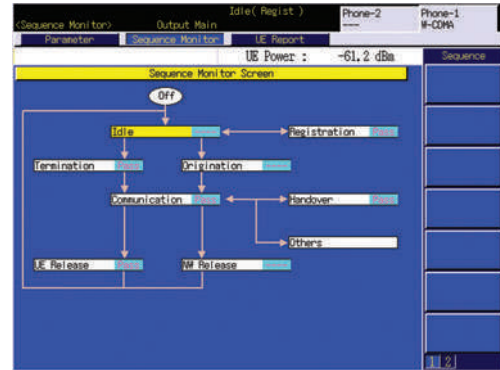 Idle( Regist )
Phone-2
Phone-1
<Sequence Monitor>
Output Main
----
W-CDMA
Parameter
Sequence Monitor
UE Report
UE Power : -61.2 dBm
Sequence
Sequence Monitor Screen
Off
Idle ----
Registration Pass
Termination Pass
Origination ----
Communication Pass
Handover Pass
Others
UE Release Pass
NW Release ----
1 2